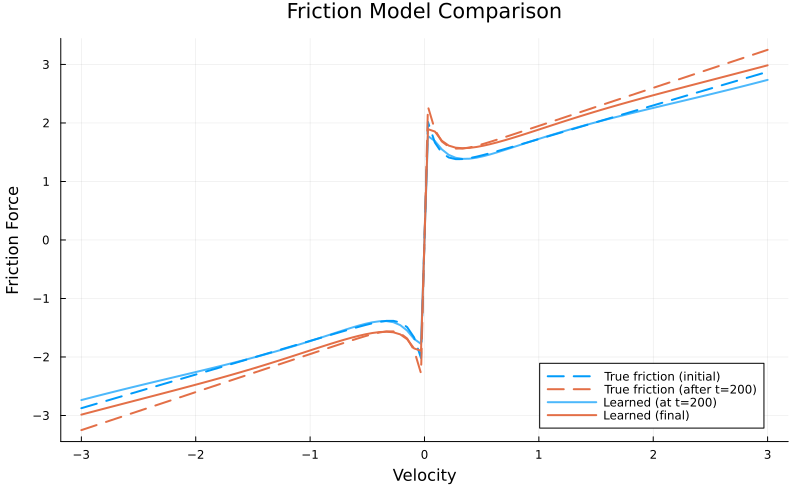 Friction Model Comparison
Friction Force
3
2
1
0
−1
−2
−3
True friction (initial)
True friction (after t=200)
Learned (at t=200)
Learned (final)
−3 −2 −1 0 1 2 3
Velocity